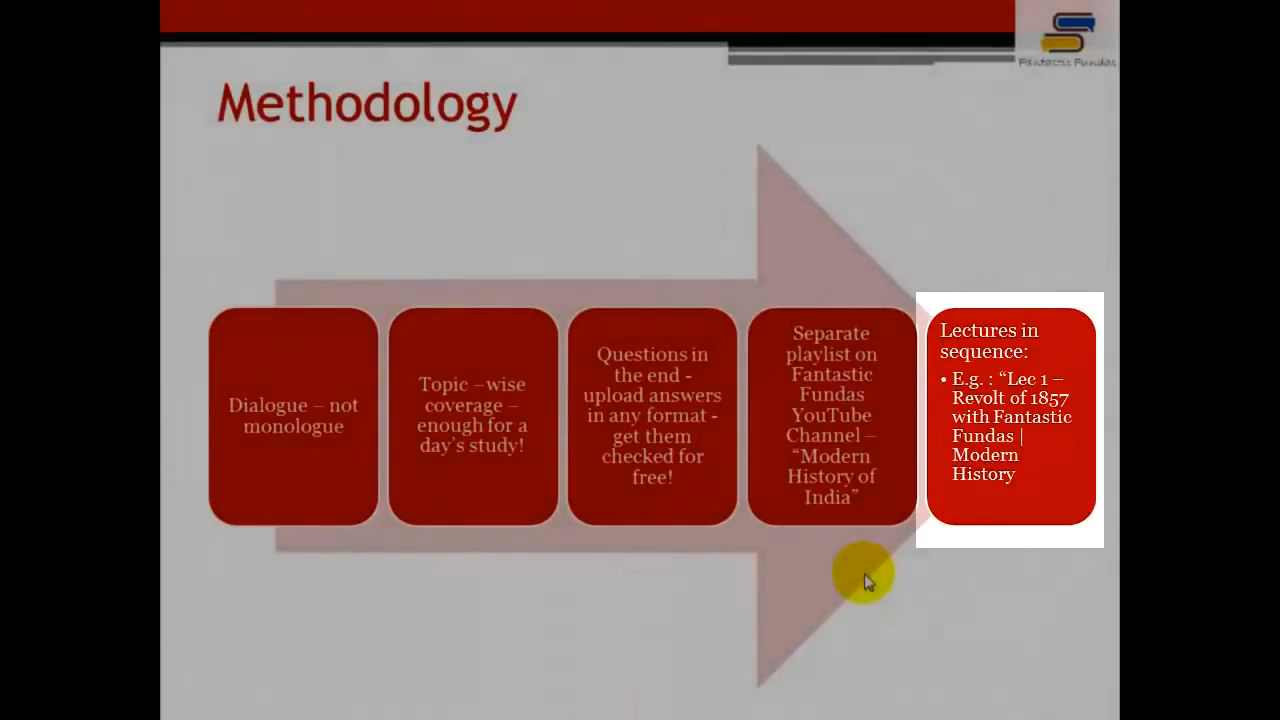 Fantastic Fundas
Methodology
Dialogue – not
monologue
Topic –wise
coverage –
enough for a
day's study!
Questions in
the end -
upload answers
in any format -
get them
checked for
free!
Separate
playlist on
Fantastic
Fundas
YouTube
Channel –
“Modern
History of
India”
Lectures in
sequence:
• E.g. : “Lec 1 –
Revolt of 1857
with Fantastic
Fundas |
Modern
History